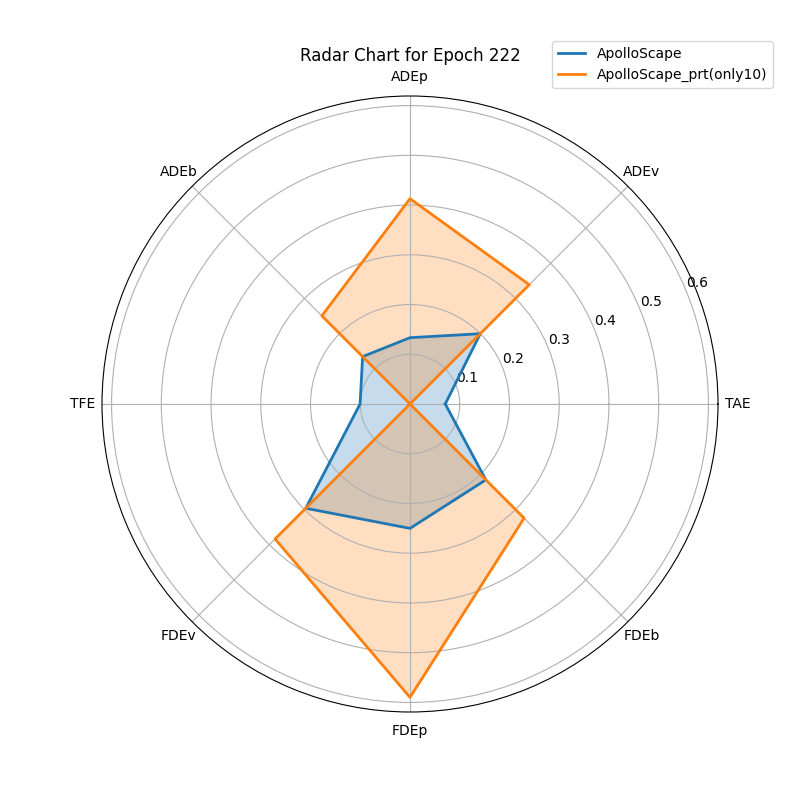 Radar Chart for Epoch 222
ApolloScape
ApolloScape_prt(only10)
ADEp
ADEb
ADEv
0.6
0.5
0.4
0.3
0.2
0.1
TFE
TAE
FDEv
FDEb
FDEp